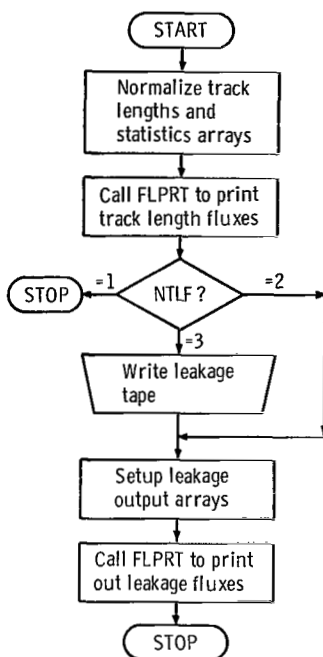 START
Normalize track
lengths and
statistics arrays
Call FLPRT to print
track length fluxes
=1
=2
STOP
NTLF ?
=3
Write leakage
tape
Setup leakage
output arrays
Call FLPRT to print
out leakage fluxes
STOP